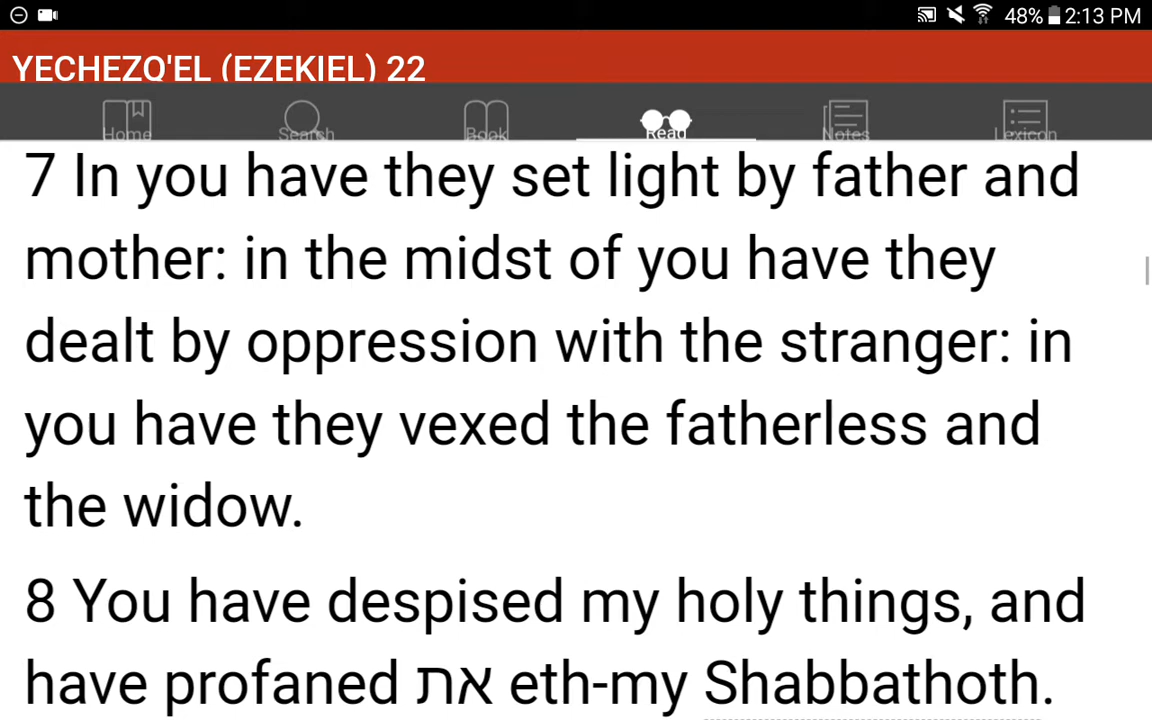 48% 2:13 PM
YECHEZQ'EL (EZEKIEL) 22
Home Search Book Read Notes Lexicon
7 In you have they set light by father and
mother: in the midst of you have they
dealt by oppression with the stranger: in
you have they vexed the fatherless and
the widow.
8 You have despised my holy things, and
have profaned את eth-my Shabbathoth.